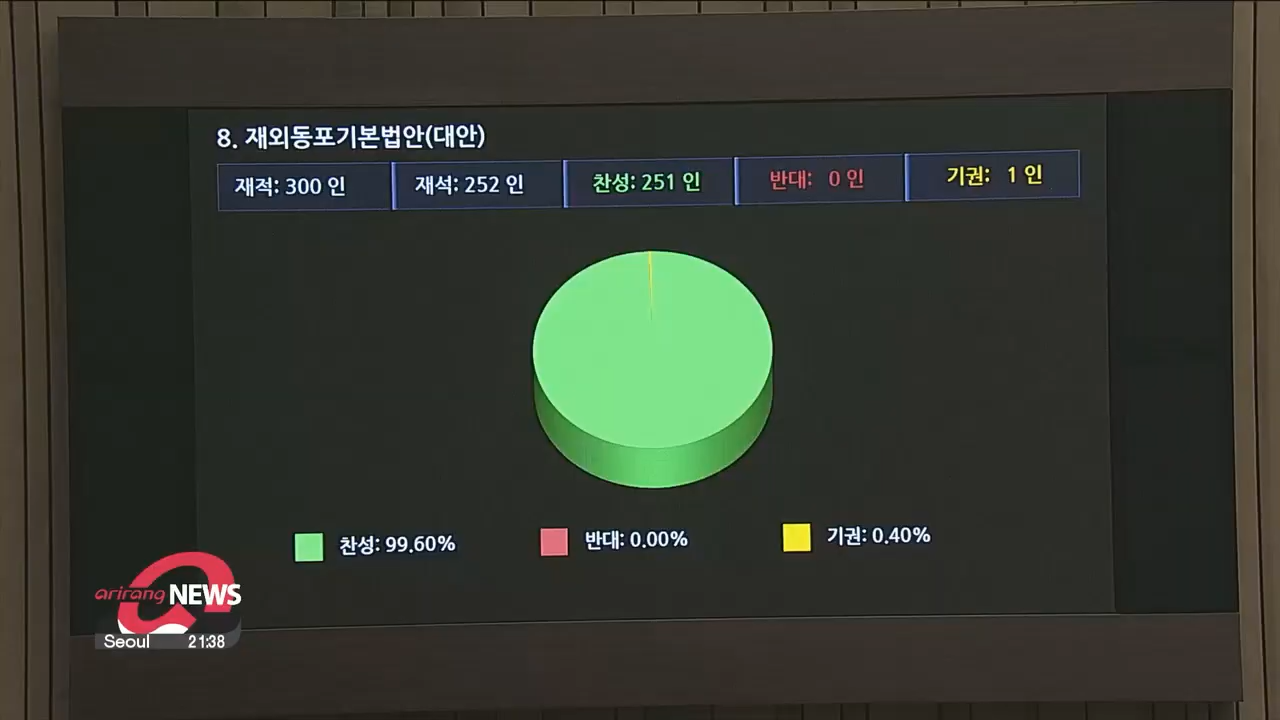 8. 재외동포기본법안(대안)
재적: 300 인 재석: 252 인 찬성: 251 인 반대: 0 인 기권: 1 인
찬성: 99.60% 반대: 0.00% 기권: 0.40%
arirang NEWS
Seoul 21:38